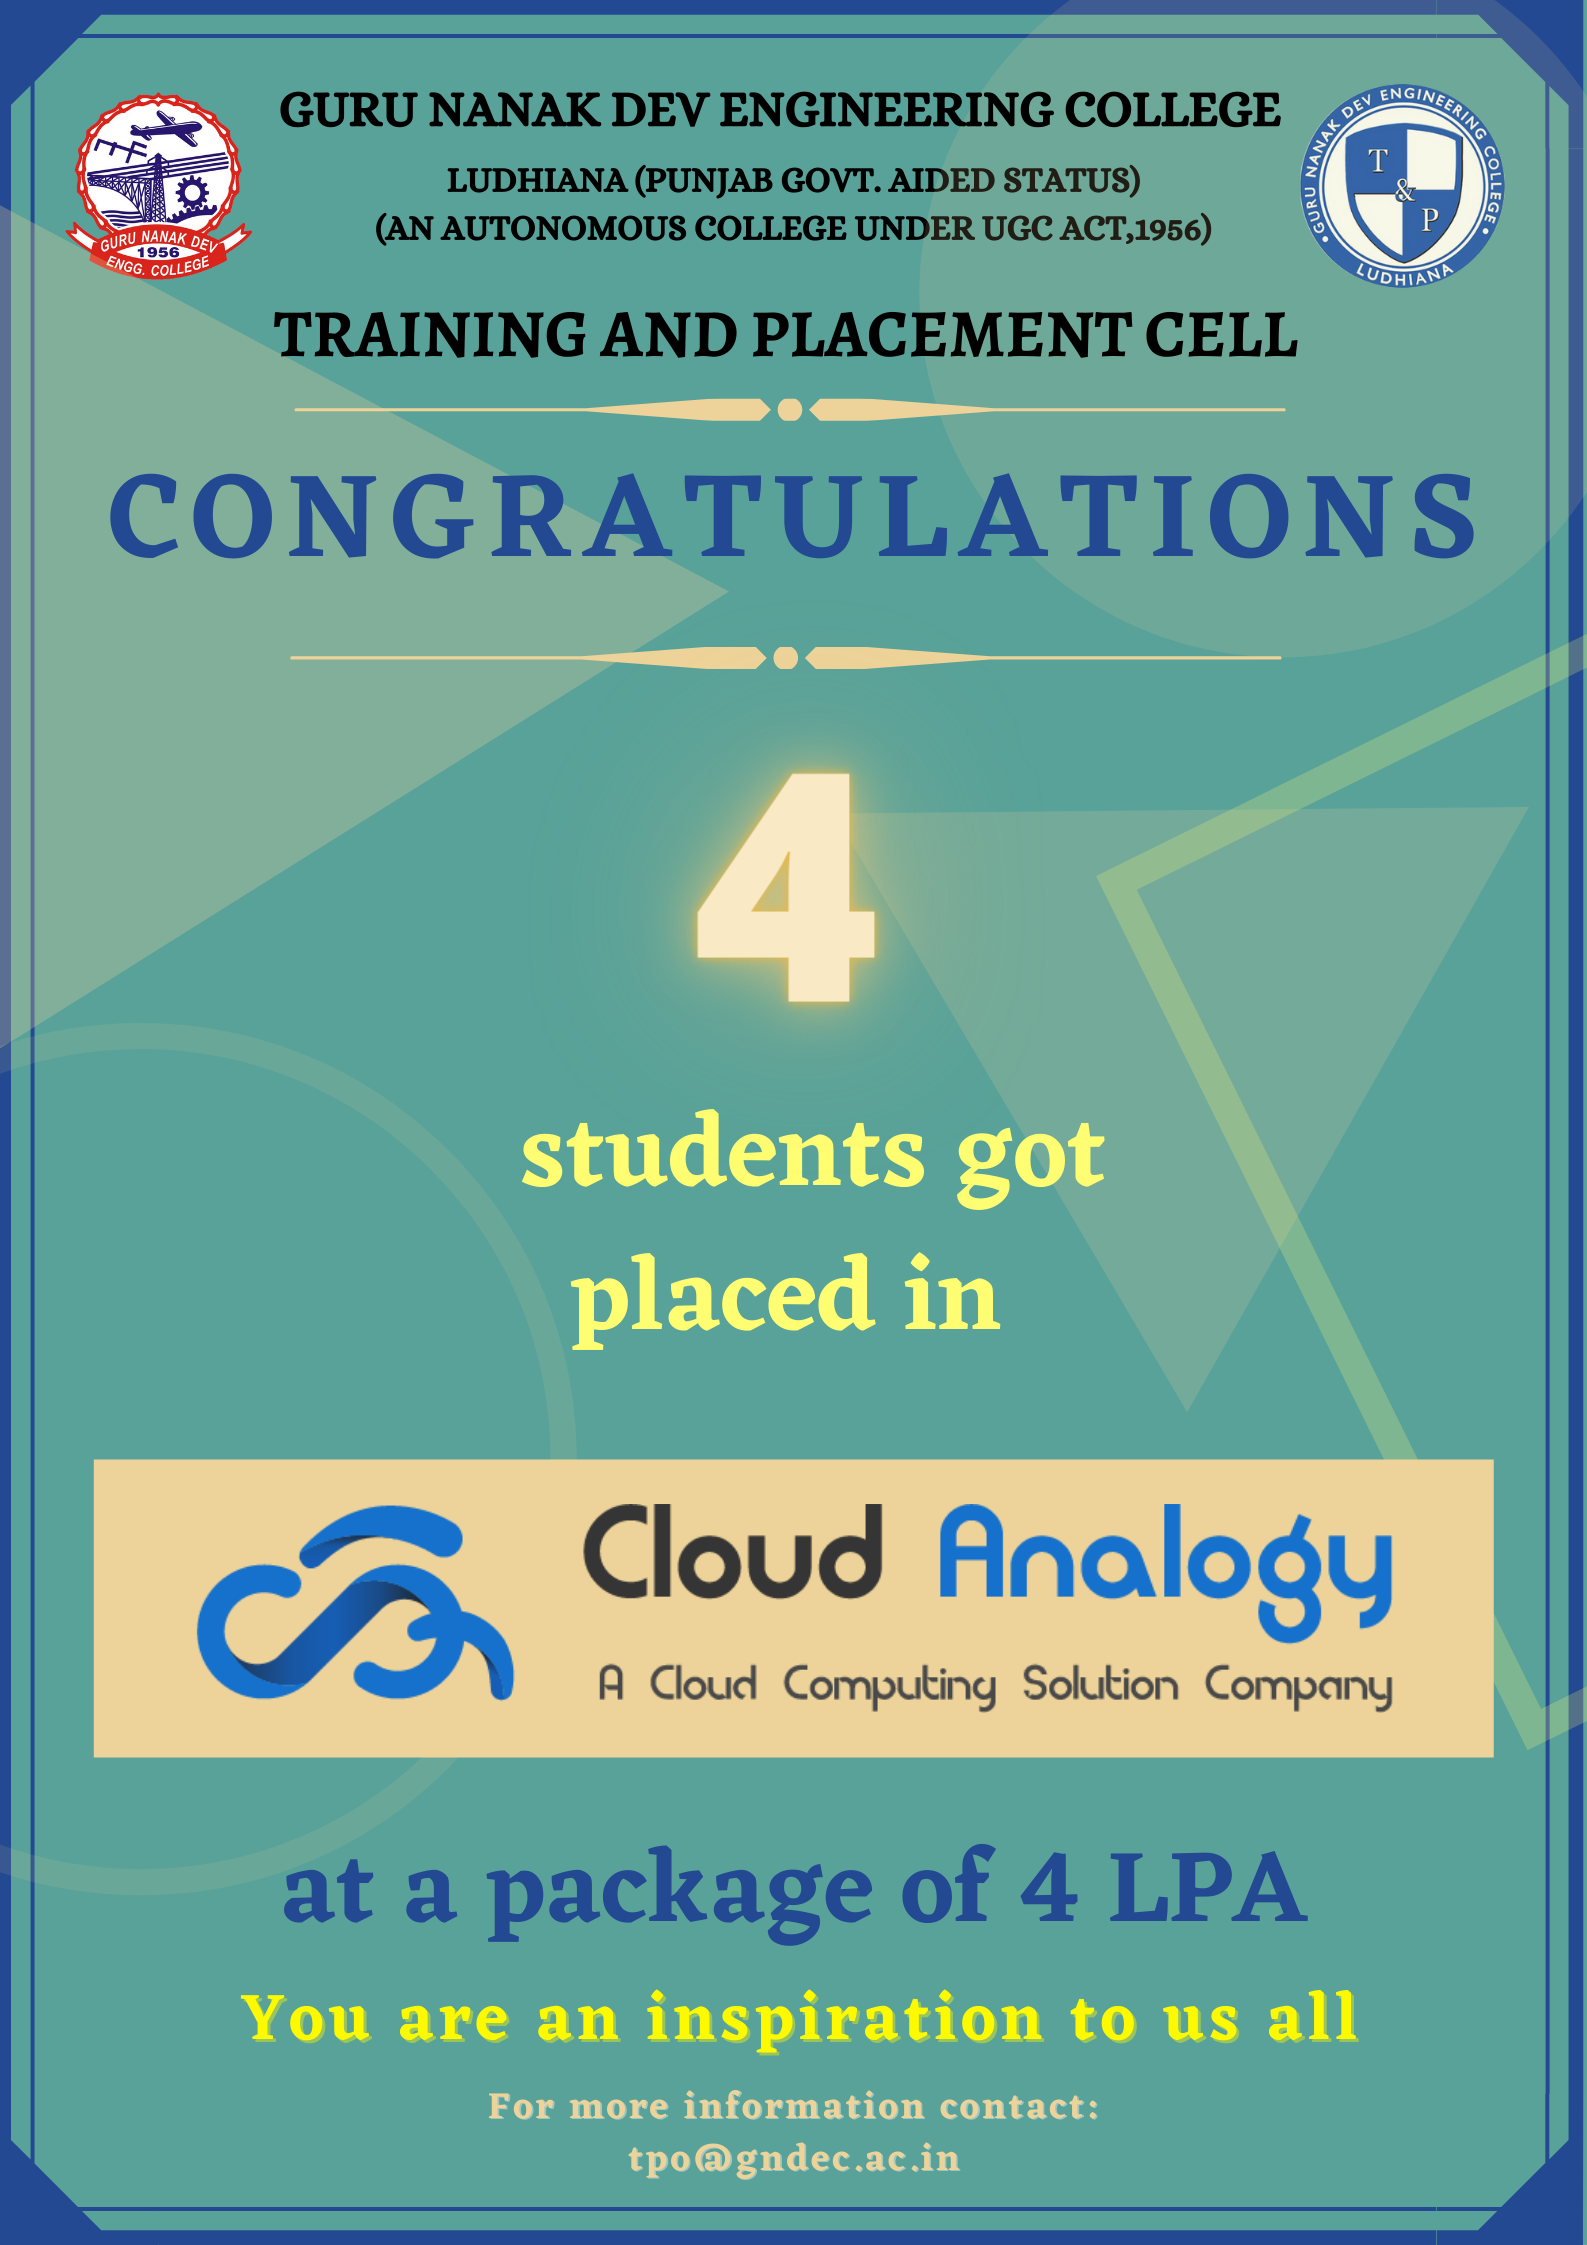 GURU NANAK DEV ENGINEERING COLLEGE
LUDHIANA (PUNJAB GOVT. AIDED STATUS)
(AN AUTONOMOUS COLLEGE UNDER UGC ACT,1956)
GURU NANAK DEV
1956
ENGG. COLLEGE
GURU NANAK DEV ENGINEERING COLLEGE
T
&
P
LUDHIANA
TRAINING AND PLACEMENT CELL
CONGRATULATIONS
4
students got
placed in
Cloud Analogy
A Cloud Computing Solution Company
at a package of 4 LPA
You are an inspiration to us all
For more information contact:
tpo@gndec.ac.in